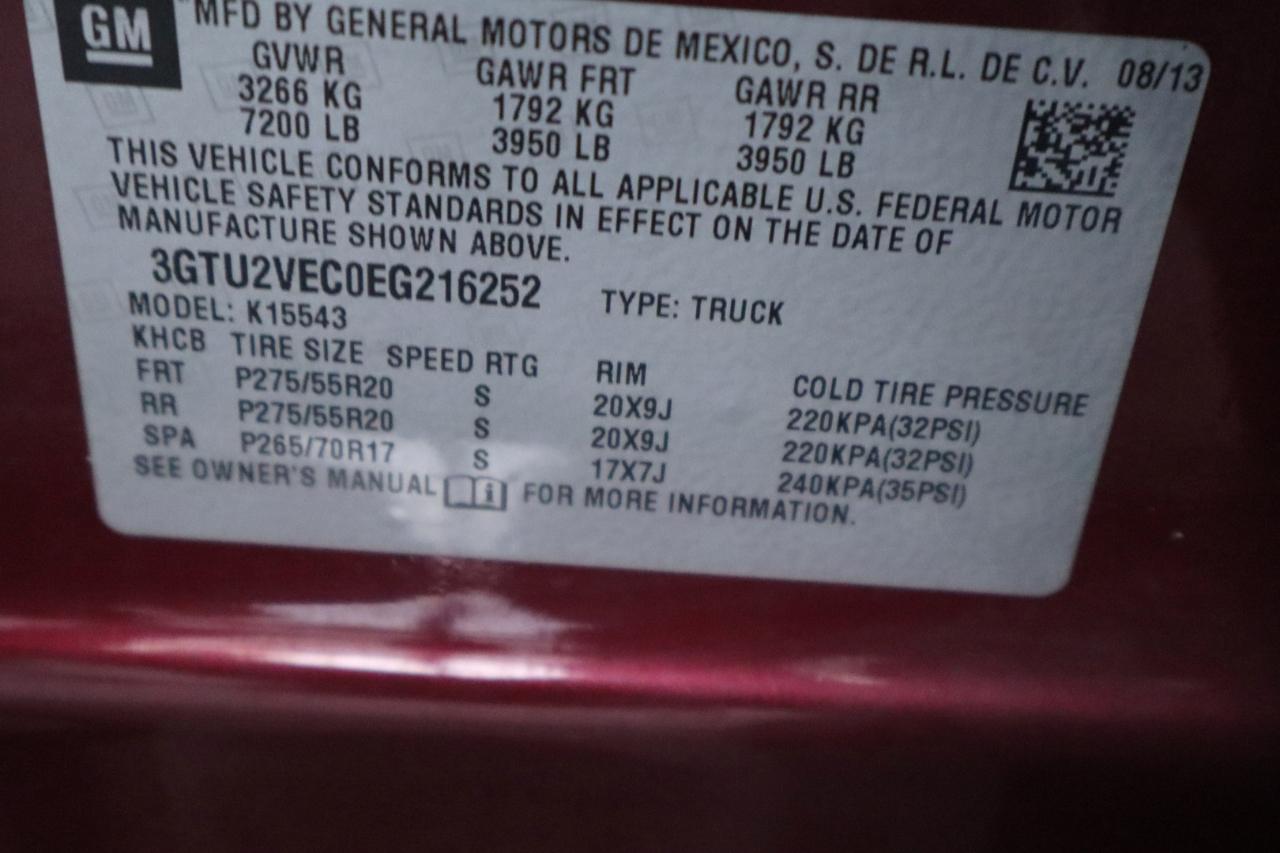 GM MFD BY GENERAL MOTORS DE MEXICO, S. DE R.L. DE C.V. 08/13
GVWR GAWR FRT GAWR RR
3266 KG 1792 KG 1792 KG
7200 LB 3950 LB 3950 LB
THIS VEHICLE CONFORMS TO ALL APPLICABLE U.S. FEDERAL MOTOR
VEHICLE SAFETY STANDARDS IN EFFECT ON THE DATE OF
MANUFACTURE SHOWN ABOVE.
3GTU2VEC0EG216252 TYPE: TRUCK
MODEL: K15543
KHCB TIRE SIZE SPEED RTG RIM COLD TIRE PRESSURE
FRT P275/55R20 S 20X9J 220KPA(32PSI)
RR P275/55R20 S 20X9J 220KPA(32PSI)
SPA P265/70R17 S 17X7J 240KPA(35PSI)
SEE OWNER'S MANUAL FOR MORE INFORMATION.